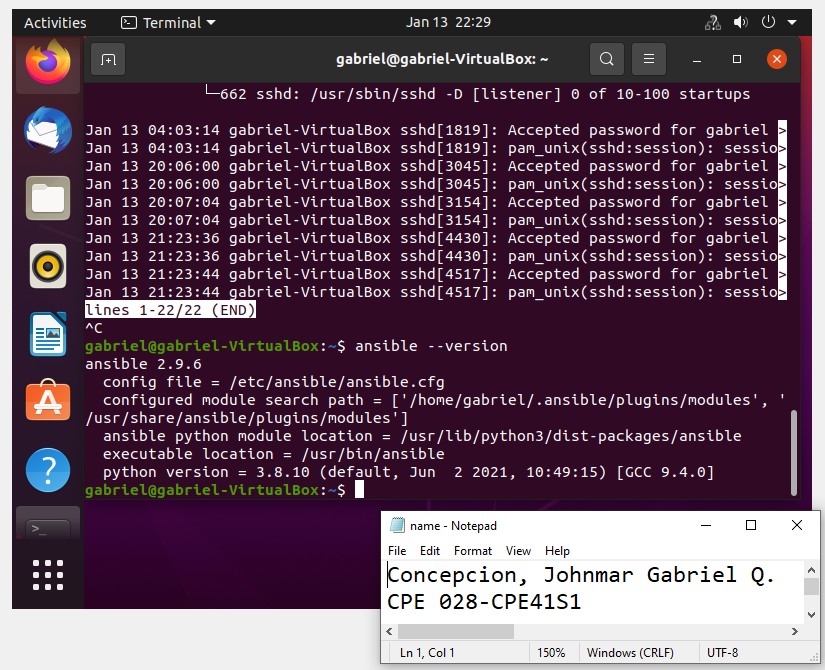 Activities
Terminal
Jan 13 22:29
gabriel@gabriel-VirtualBox: ~
└─662 sshd: /usr/sbin/sshd -D [listener] 0 of 10-100 startups
Jan 13 04:03:14 gabriel-VirtualBox sshd[1819]: Accepted password for gabriel >
Jan 13 04:03:14 gabriel-VirtualBox sshd[1819]: pam_unix(sshd:session): sessio>
Jan 13 20:06:00 gabriel-VirtualBox sshd[3045]: Accepted password for gabriel >
Jan 13 20:06:00 gabriel-VirtualBox sshd[3045]: pam_unix(sshd:session): sessio>
Jan 13 20:07:04 gabriel-VirtualBox sshd[3154]: Accepted password for gabriel >
Jan 13 20:07:04 gabriel-VirtualBox sshd[3154]: pam_unix(sshd:session): sessio>
Jan 13 21:23:36 gabriel-VirtualBox sshd[4430]: Accepted password for gabriel >
Jan 13 21:23:36 gabriel-VirtualBox sshd[4430]: pam_unix(sshd:session): sessio>
Jan 13 21:23:44 gabriel-VirtualBox sshd[4517]: Accepted password for gabriel >
Jan 13 21:23:44 gabriel-VirtualBox sshd[4517]: pam_unix(sshd:session): sessio>
lines 1-22/22 (END)
^C
gabriel@gabriel-VirtualBox:~$ ansible --version
ansible 2.9.6
  config file = /etc/ansible/ansible.cfg
  configured module search path = ['/home/gabriel/.ansible/plugins/modules', '
/usr/share/ansible/plugins/modules']
  ansible python module location = /usr/lib/python3/dist-packages/ansible
  executable location = /usr/bin/ansible
  python version = 3.8.10 (default, Jun  2 2021, 10:49:15) [GCC 9.4.0]
gabriel@gabriel-VirtualBox:~$
name - Notepad
File Edit Format View Help
Concepcion, Johnmar Gabriel Q.
CPE 028-CPE41S1
Ln 1, Col 1 150% Windows (CRLF) UTF-8